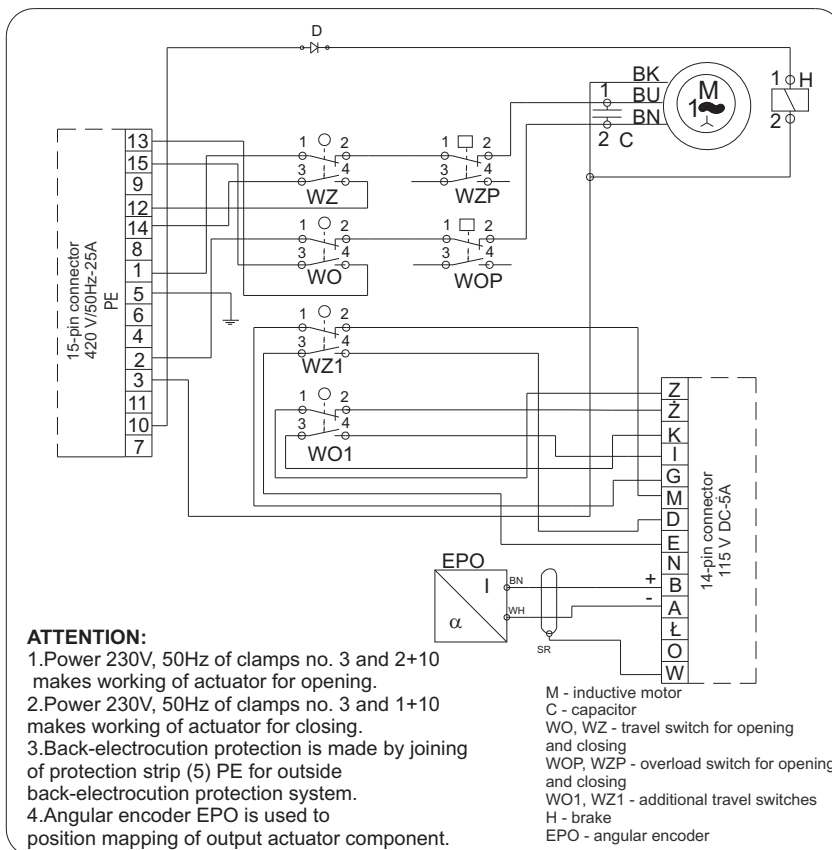 D
1
H
2
BK
BU
BN
M
1
1
2 C
15-pin connector
420 V/50Hz-25A
PE
13
15
9
12
14
8
1
5
6
4
2
3
11
10
7
1 2
3 4
WZ
1 2
3 4
WZP
1 2
3 4
WO
1 2
3 4
WOP
1 2
3 4
WZ1
1 2
3 4
WO1
Z
Ż
K
I
G
M
D
E
N
B
A
Ł
O
W
14-pin connector
115 V DC-5A
EPO
I
α
BN
WH
SR
+
-
ATTENTION:
1.Power 230V, 50Hz of clamps no. 3 and 2+10
makes working of actuator for opening.
2.Power 230V, 50Hz of clamps no. 3 and 1+10
makes working of actuator for closing.
3.Back-electrocution protection is made by joining
of protection strip (5) PE for outside
back-electrocution protection system.
4.Angular encoder EPO is used to
position mapping of output actuator component.
M - inductive motor
C - capacitor
WO, WZ - travel switch for opening
and closing
WOP, WZP - overload switch for opening
and closing
WO1, WZ1 - additional travel switches
H - brake
EPO - angular encoder